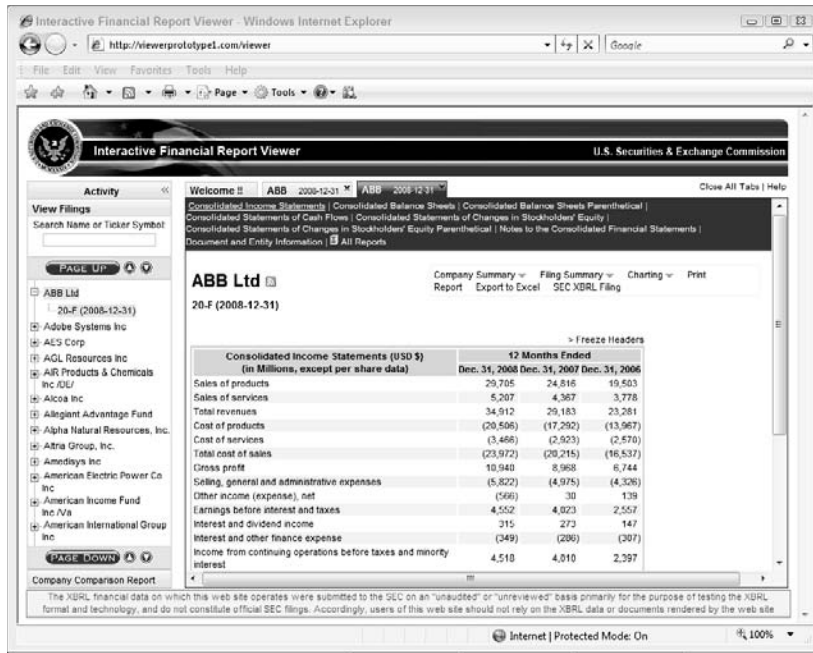 Interactive Financial Report Viewer - Windows Internet Explorer
http://viewerprototype1.com/viewer
Google
File Edit View Favorites Tools Help
Page Tools
Interactive Financial Report Viewer
U.S. Securities & Exchange Commission
Activity
Welcome !! ABB 2008-12-31 ABB 2008-12-31
Close All Tabs | Help
View Filings
Search Name or Ticker Symbol:
PAGE UP
ABB Ltd
20-F (2008-12-31)
Adobe Systems Inc
AES Corp
AGL Resources Inc
AIR Products & Chemicals
Inc /DE/
Alcoa Inc
Allegiant Advantage Fund
Alpha Natural Resources, Inc.
Altria Group, Inc.
Amedisys Inc
American Electric Power Co
Inc
American Income Fund
Inc /Va
American International Group
Inc
PAGE DOWN
Company Comparison Report
Consolidated Income Statements | Consolidated Balance Sheets | Consolidated Balance Sheets Parenthetical |
Consolidated Statements of Cash Flows | Consolidated Statements of Changes in Stockholders' Equity |
Consolidated Statements of Changes in Stockholders' Equity Parenthetical | Notes to the Consolidated Financial Statements |
Document and Entity Information | All Reports
ABB Ltd
20-F (2008-12-31)
Company Summary Filing Summary Charting Print
Report Export to Excel SEC XBRL Filing
> Freeze Headers
Consolidated Income Statements (USD $)
(in Millions, except per share data)
12 Months Ended
Dec. 31, 2008 Dec. 31, 2007 Dec. 31, 2006
Sales of products 29,705 24,816 19,503
Sales of services 5,207 4,367 3,778
Total revenues 34,912 29,183 23,281
Cost of products (20,506) (17,292) (13,967)
Cost of services (3,466) (2,923) (2,570)
Total cost of sales (23,972) (20,215) (16,537)
Gross profit 10,940 8,968 6,744
Selling, general and administrative expenses (5,822) (4,975) (4,326)
Other income (expense), net (566) 30 139
Earnings before interest and taxes 4,552 4,023 2,557
Interest and dividend income 315 273 147
Interest and other finance expense (349) (286) (307)
Income from continuing operations before taxes and minority
interest 4,518 4,010 2,397
The XBRL financial data on which this web site operates were submitted to the SEC on an "unaudited" or "unreviewed" basis primarily for the purpose of testing the XBRL
format and technology, and do not constitute official SEC filings. Accordingly, users of this web site should not rely on the XBRL data or documents rendered by the web site
Internet | Protected Mode: On
100%